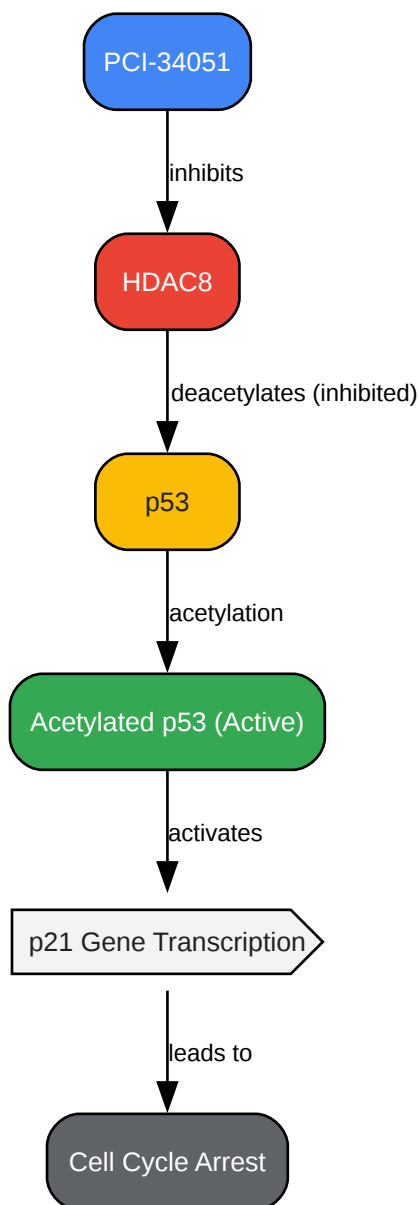 PCI-34051
inhibits
HDAC8
deacetylates (inhibited)
p53
acetylation
Acetylated p53 (Active)
activates
p21 Gene Transcription
leads to
Cell Cycle Arrest